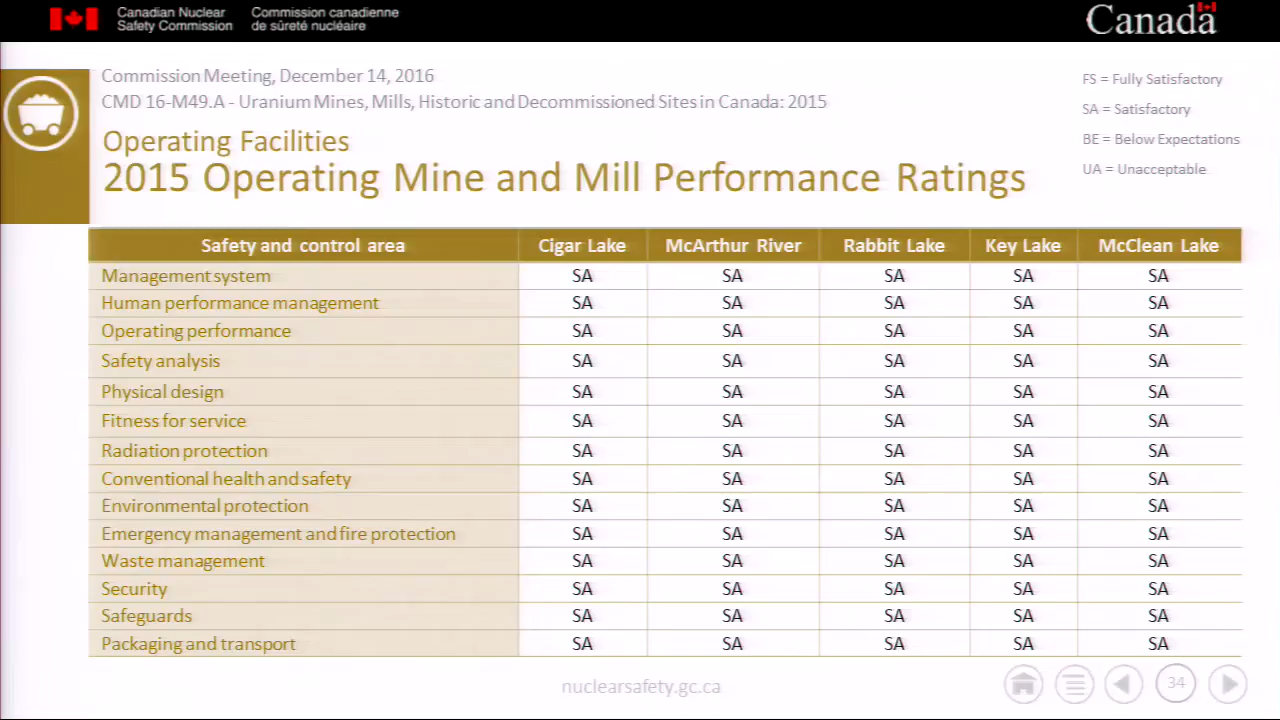 Canadian Nuclear Safety Commission
Commission canadienne de sûreté nucléaire
Canada
Commission Meeting, December 14, 2016
CMD 16-M49.A - Uranium Mines, Mills, Historic and Decommissioned Sites in Canada: 2015
Operating Facilities
2015 Operating Mine and Mill Performance Ratings
FS = Fully Satisfactory
SA = Satisfactory
BE = Below Expectations
UA = Unacceptable
Safety and control area Cigar Lake McArthur River Rabbit Lake Key Lake McClean Lake
Management system SA SA SA SA SA
Human performance management SA SA SA SA SA
Operating performance SA SA SA SA SA
Safety analysis SA SA SA SA SA
Physical design SA SA SA SA SA
Fitness for service SA SA SA SA SA
Radiation protection SA SA SA SA SA
Conventional health and safety SA SA SA SA SA
Environmental protection SA SA SA SA SA
Emergency management and fire protection SA SA SA SA SA
Waste management SA SA SA SA SA
Security SA SA SA SA SA
Safeguards SA SA SA SA SA
Packaging and transport SA SA SA SA SA
nuclearsafety.gc.ca
34